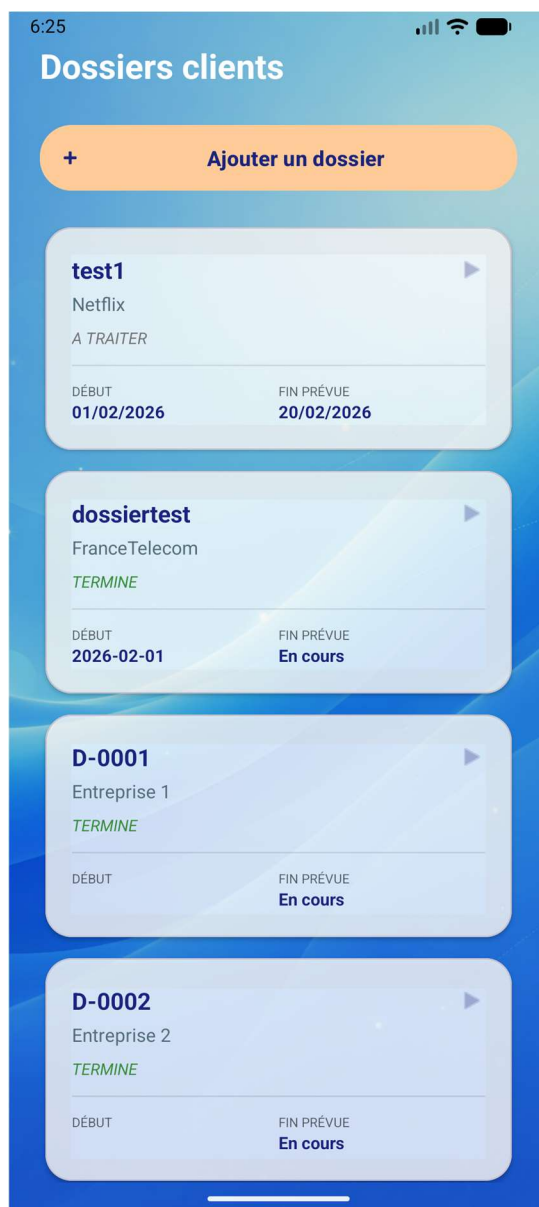 6:25
Dossiers clients
+ Ajouter un dossier
test1
Netflix
A TRAITER
DÉBUT FIN PRÉVUE
01/02/2026 20/02/2026
dossiertest
FranceTelecom
TERMINE
DÉBUT FIN PRÉVUE
2026-02-01 En cours
D-0001
Entreprise 1
TERMINE
DÉBUT FIN PRÉVUE
En cours
D-0002
Entreprise 2
TERMINE
DÉBUT FIN PRÉVUE
En cours